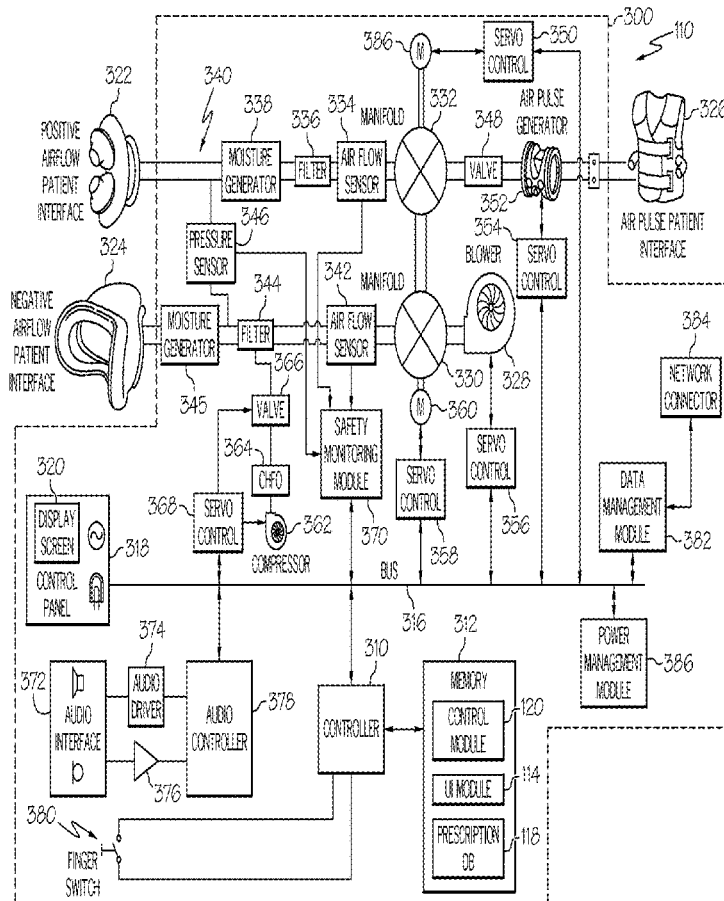 300
110
322
340
338
336
334
386
MANIFOLD
332
SERVO
CONTROL
350
348
AIR PULSE
GENERATOR
326
POSITIVE
AIRFLOW
PATIENT
INTERFACE
MOISTURE
GENERATOR
FILTER
AIR FLOW
SENSOR
M
VALVE
352
AIR PULSE PATIENT
INTERFACE
324
PRESSURE
SENSOR
346
344
342
MANIFOLD
354
BLOWER
SERVO
CONTROL
NEGATIVE
AIRFLOW
PATIENT
INTERFACE
MOISTURE
GENERATOR
345
FILTER
AIR FLOW
SENSOR
330
328
384
NETWORK
CONNECTOR
366
VALVE
364
CHFO
M
360
SAFETY
MONITORING
MODULE
370
SERVO
CONTROL
358
SERVO
CONTROL
356
320
DISPLAY
SCREEN
318
CONTROL
PANEL
368
SERVO
CONTROL
362
COMPRESSOR
DATA
MANAGEMENT
MODULE
382
BUS
316
POWER
MANAGEMENT
MODULE
386
372
AUDIO
INTERFACE
374
AUDIO
DRIVER
376
AUDIO
CONTROLLER
378
310
CONTROLLER
312
MEMORY
CONTROL
MODULE
120
UI MODULE
114
PRESCRIPTION
DB
118
380
FINGER
SWITCH